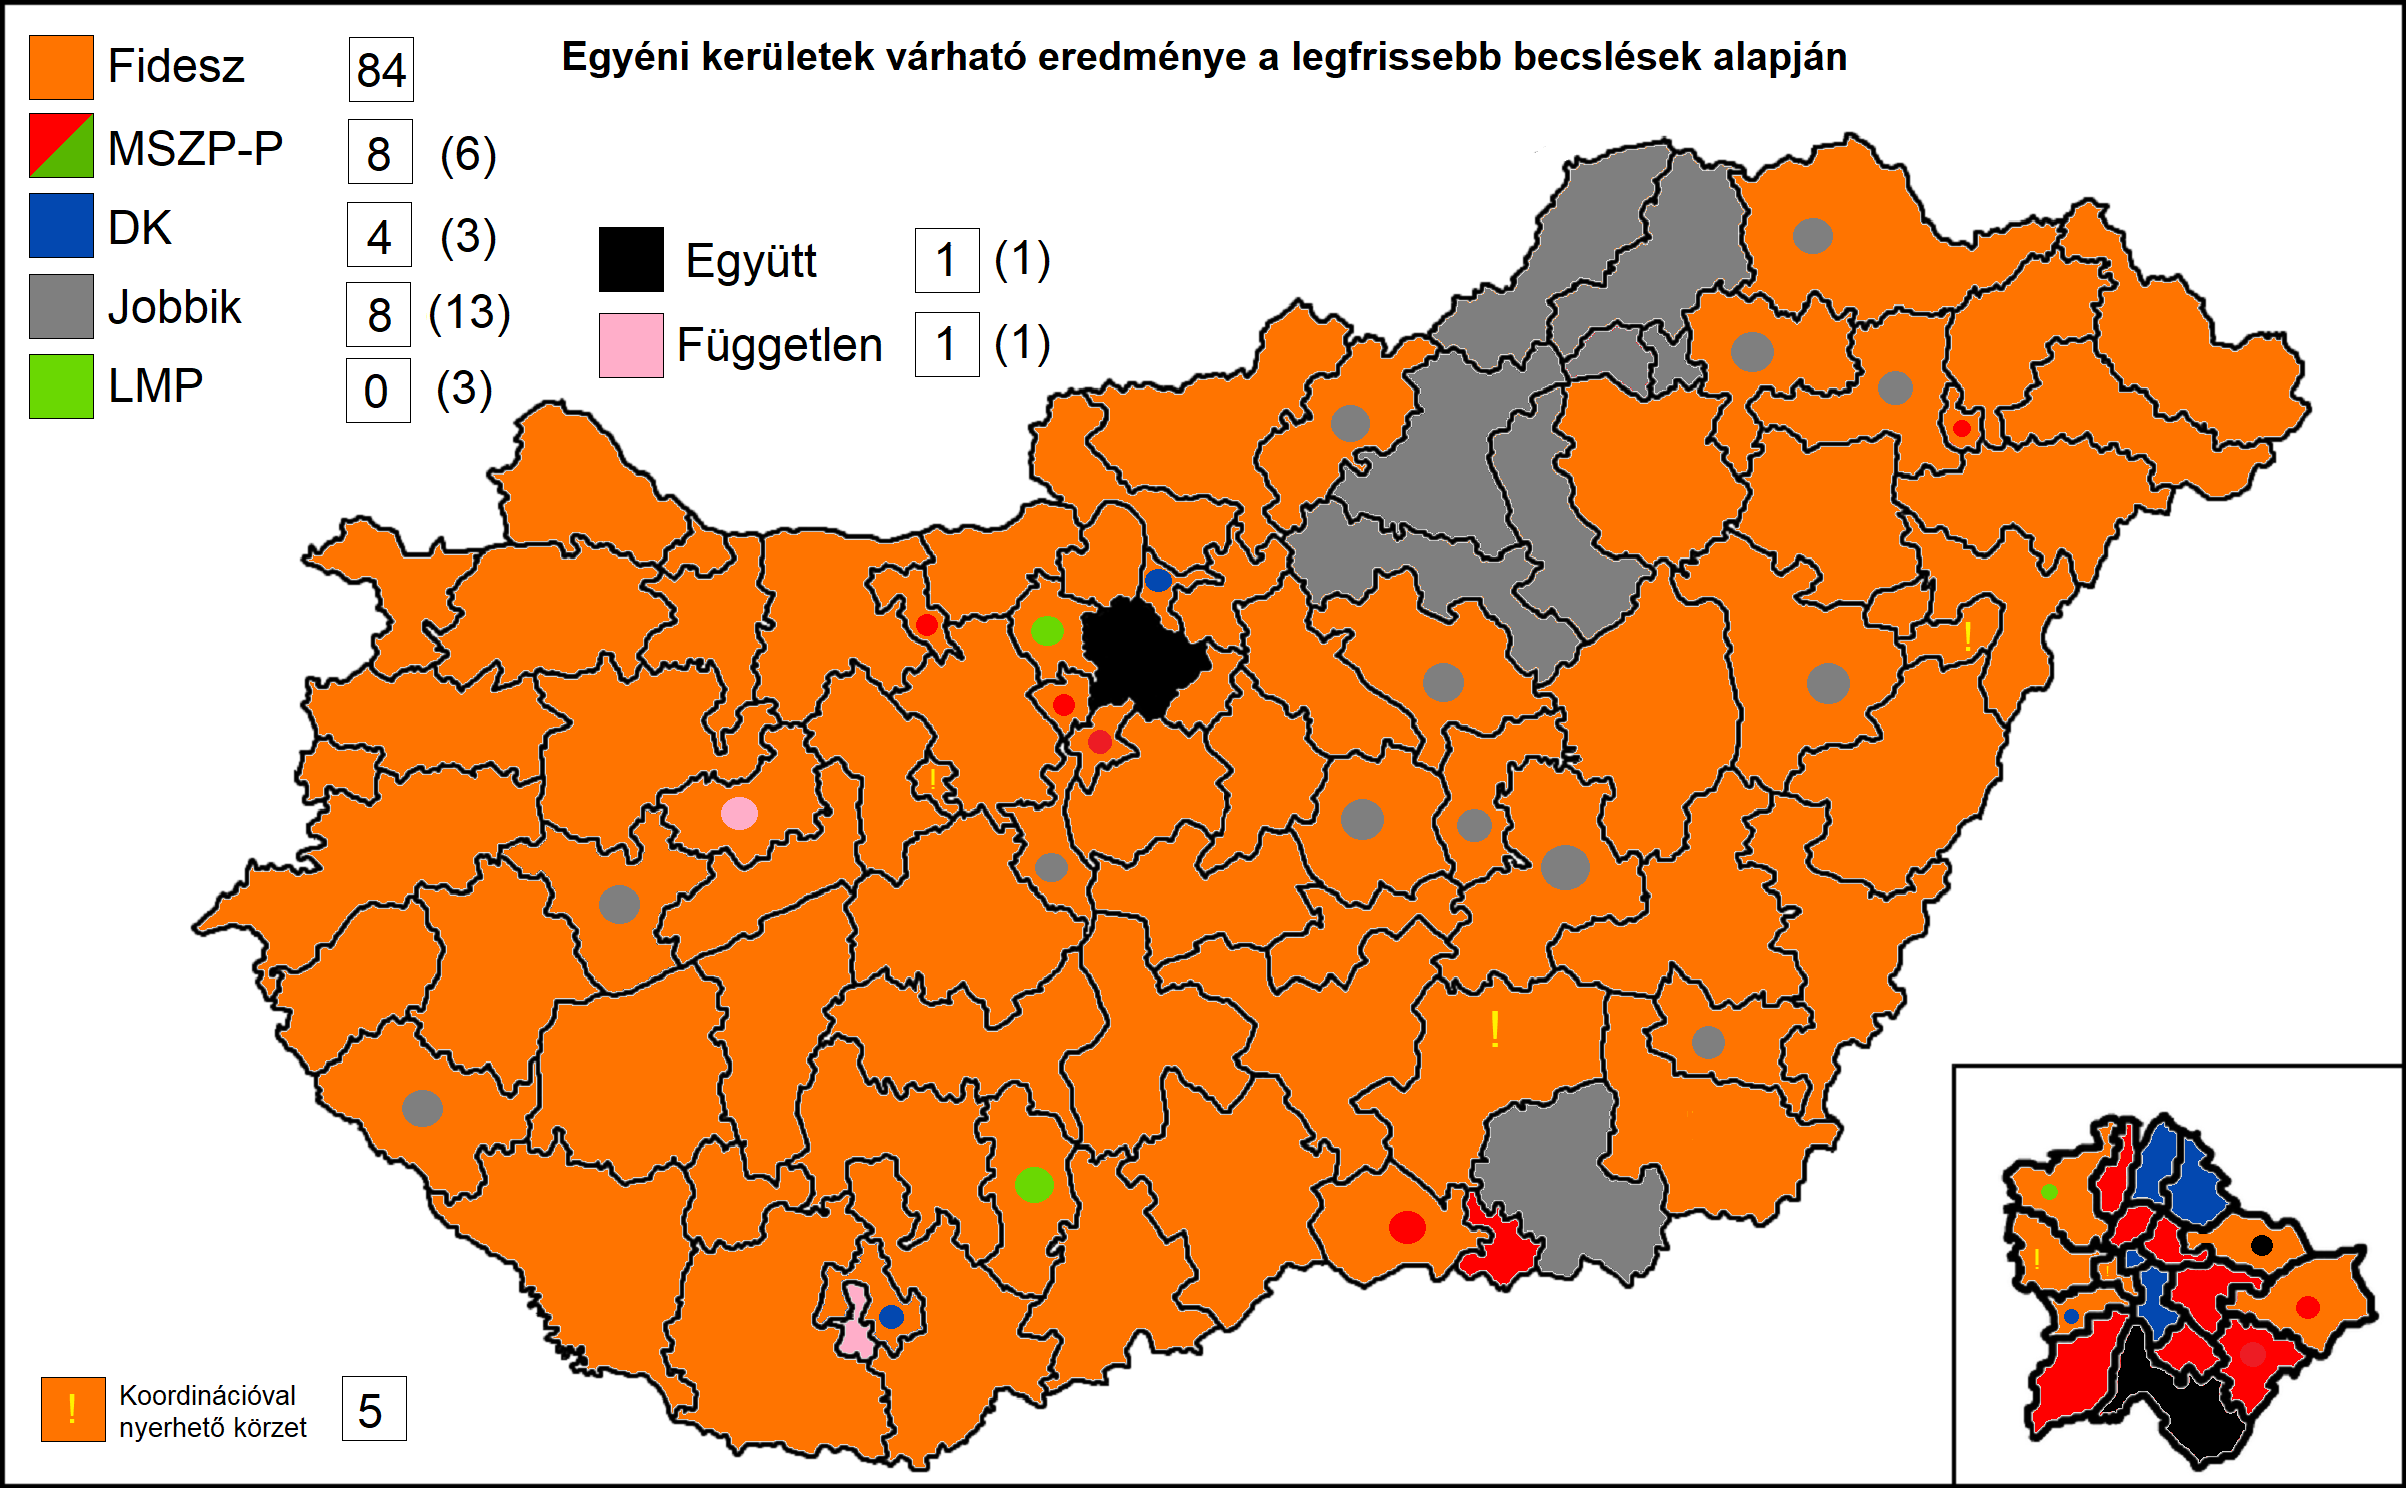 Egyéni kerületek várható eredménye a legfrissebb becslések alapján
Fidesz 84
MSZP-P 8 (6)
DK 4 (3)
Jobbik 8 (13)
LMP 0 (3)
Együtt 1 (1)
Független 1 (1)
!
!
!
!
!
! Koordinációval
nyerhető körzet 5